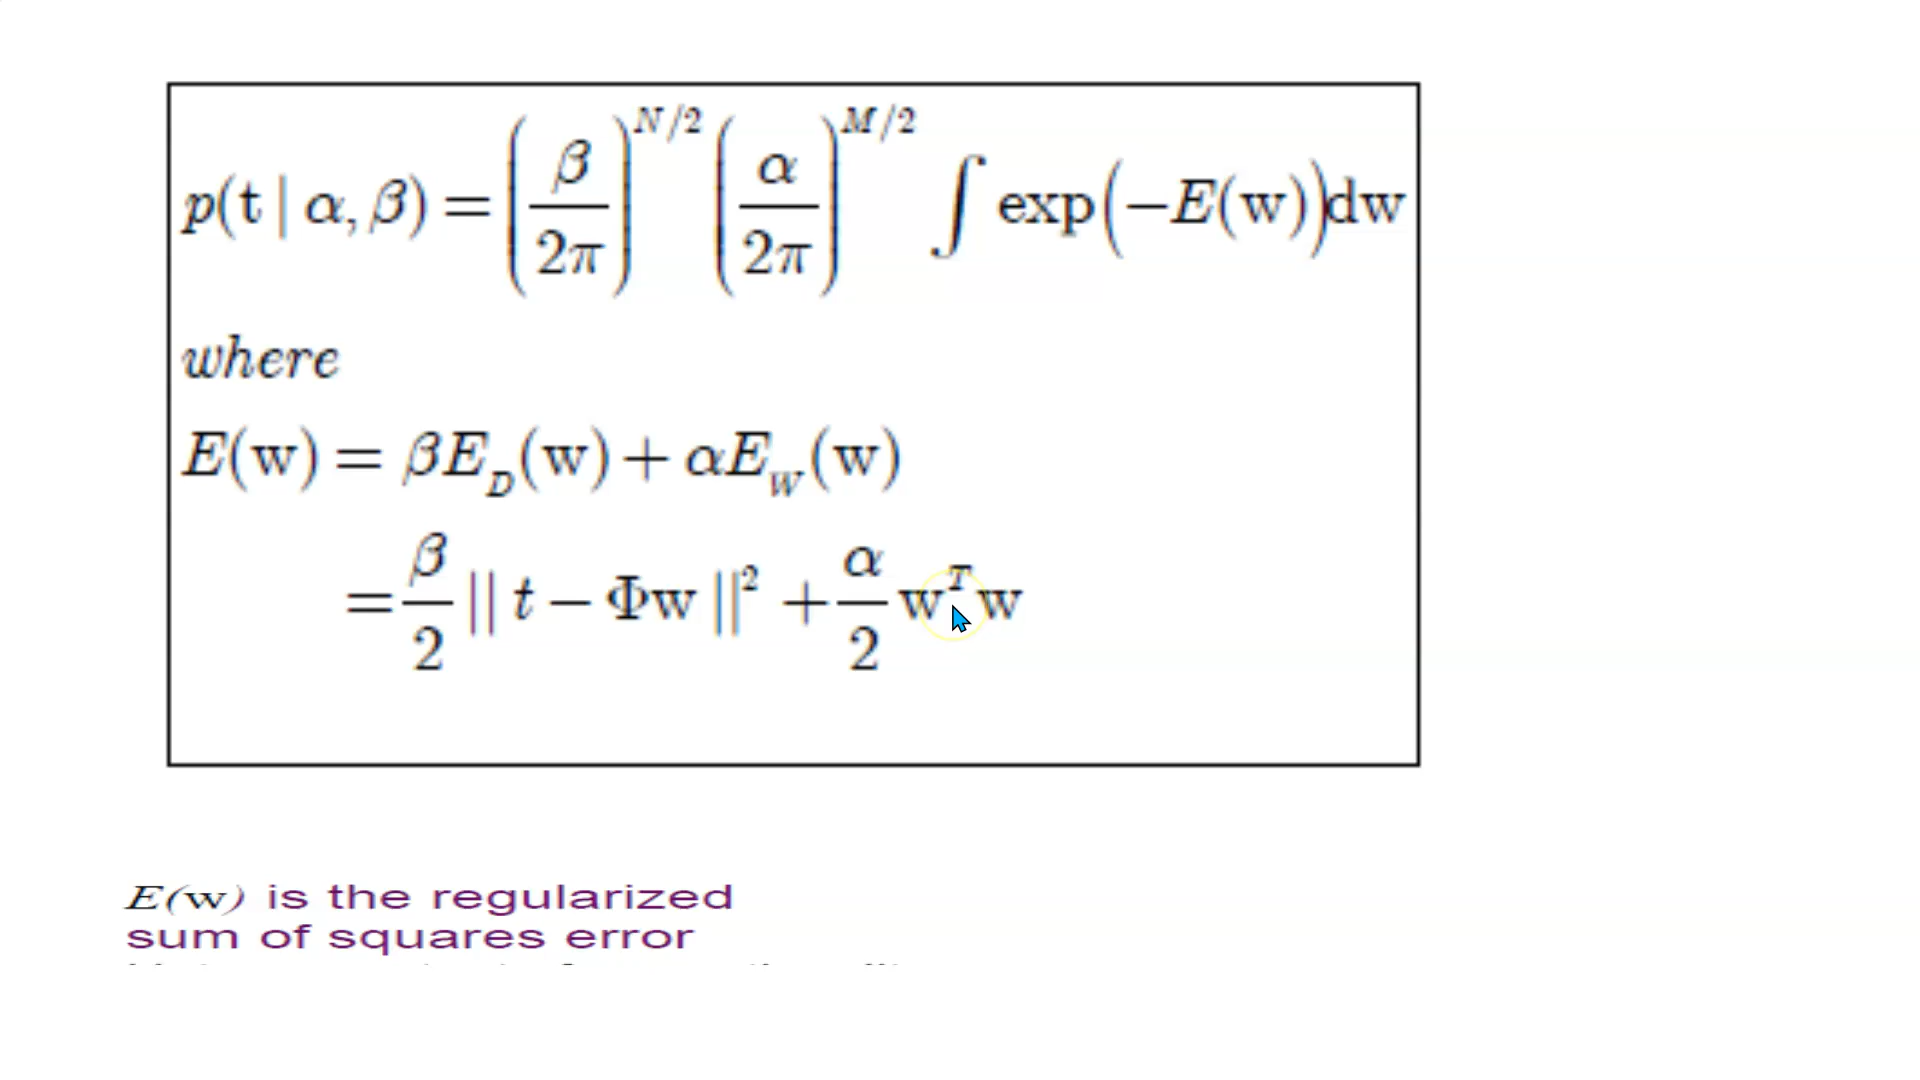 p(t | α, β) = (β/2π)^{N/2} (α/2π)^{M/2} ∫ exp(−E(w))dw
where
E(w) = βE_D(w) + αE_W(w)
= β/2 || t − Φw ||² + α/2 w^T w
E(w) is the regularized
sum of squares error